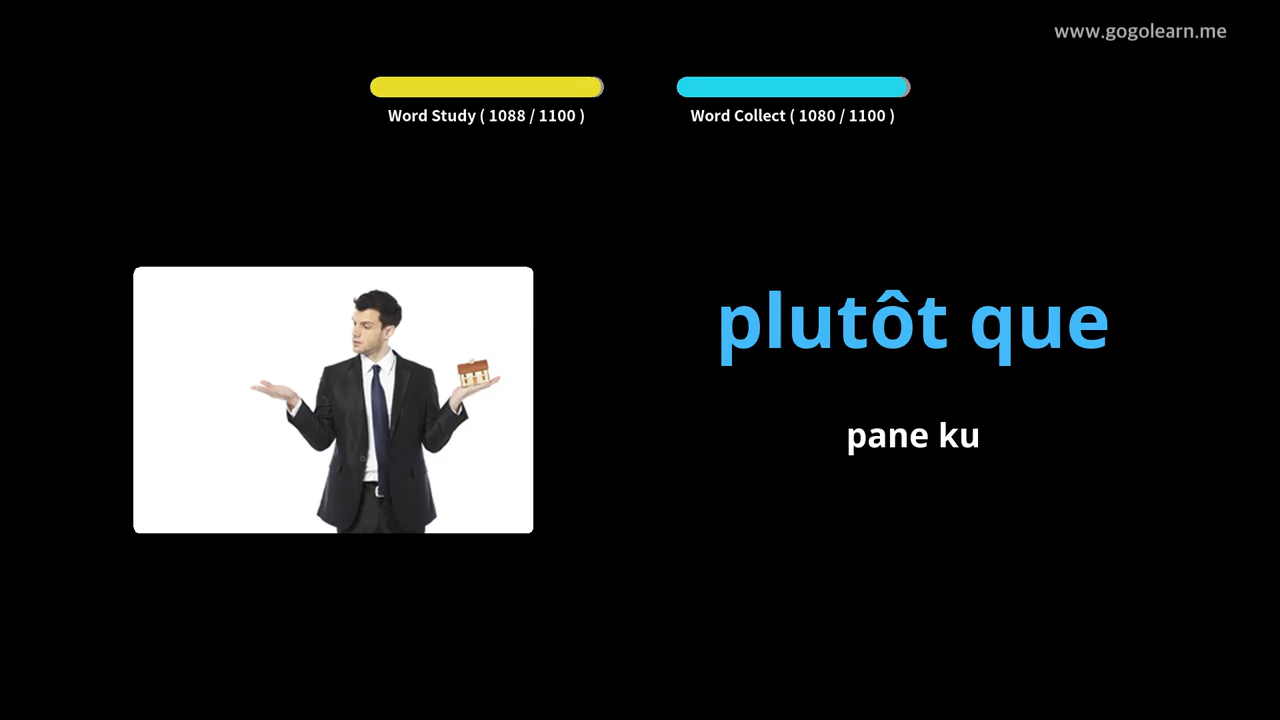 www.gogolearn.me
Word Study ( 1088 / 1100 )
Word Collect ( 1080 / 1100 )
plutôt que
pane ku